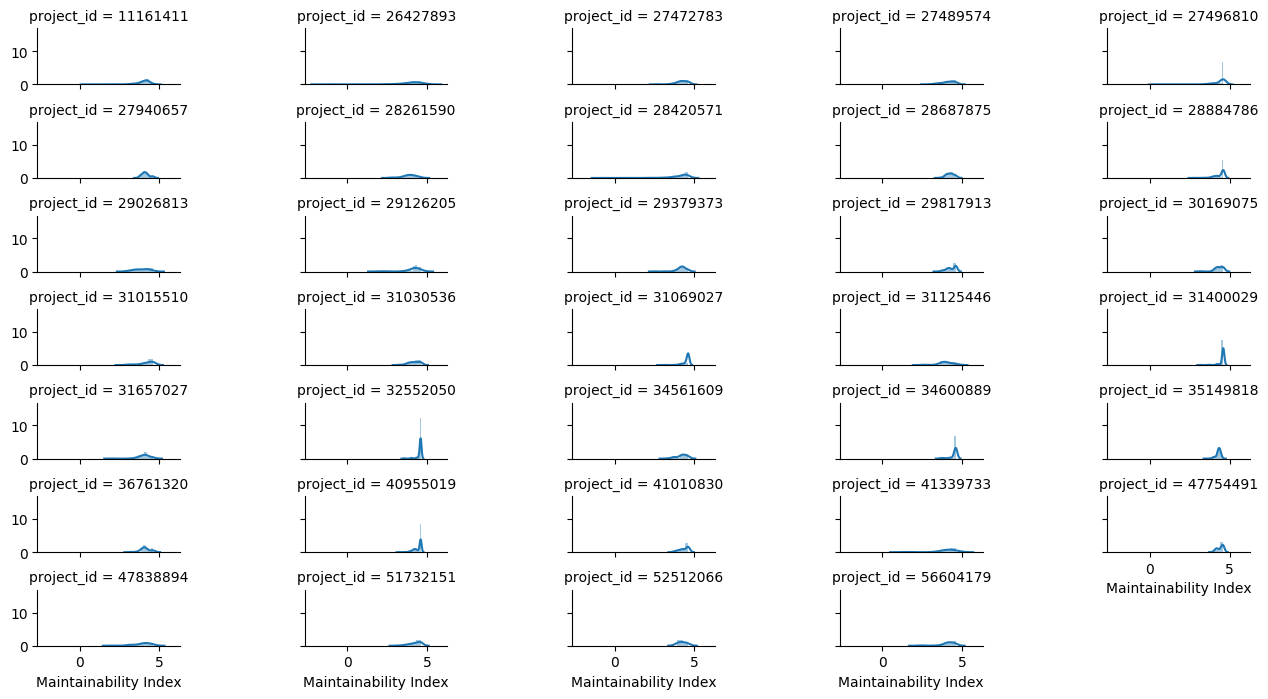 project_id = 11161411 project_id = 26427893 project_id = 27472783 project_id = 27489574 project_id = 27496810
10
0
project_id = 27940657 project_id = 28261590 project_id = 28420571 project_id = 28687875 project_id = 28884786
10
0
project_id = 29026813 project_id = 29126205 project_id = 29379373 project_id = 29817913 project_id = 30169075
10
0
project_id = 31015510 project_id = 31030536 project_id = 31069027 project_id = 31125446 project_id = 31400029
10
0
project_id = 31657027 project_id = 32552050 project_id = 34561609 project_id = 34600889 project_id = 35149818
10
0
project_id = 36761320 project_id = 40955019 project_id = 41010830 project_id = 41339733 project_id = 47754491
10
0
0 5
Maintainability Index
project_id = 47838894 project_id = 51732151 project_id = 52512066 project_id = 56604179
10
0
0 5 0 5 0 5 0 5
Maintainability Index Maintainability Index Maintainability Index Maintainability Index